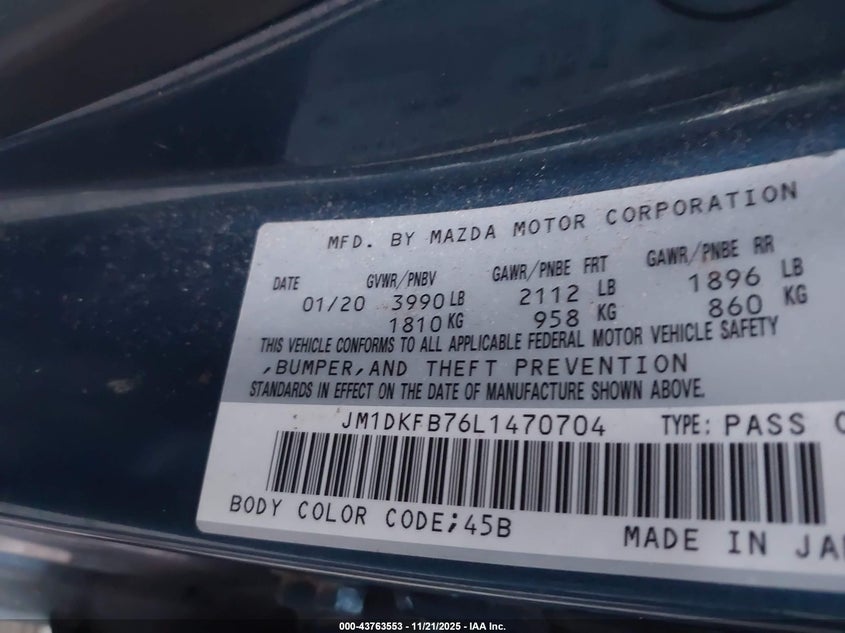 MFD. BY MAZDA MOTOR CORPORATION
DATE GVWR/PNBV GAWR/PNBE FRT GAWR/PNBE RR
01/20 3990 LB 2112 LB 1896 LB
1810 KG 958 KG 860 KG
THIS VEHICLE CONFORMS TO ALL APPLICABLE FEDERAL MOTOR VEHICLE SAFETY
,BUMPER,AND THEFT PREVENTION
STANDARDS IN EFFECT ON THE DATE OF MANUFACTURE SHOWN ABOVE.
JM1DKFB76L1470704 TYPE: PASS
BODY COLOR CODE;45B
MADE IN
000-43763553 - 11/21/2025 - IAA Inc.